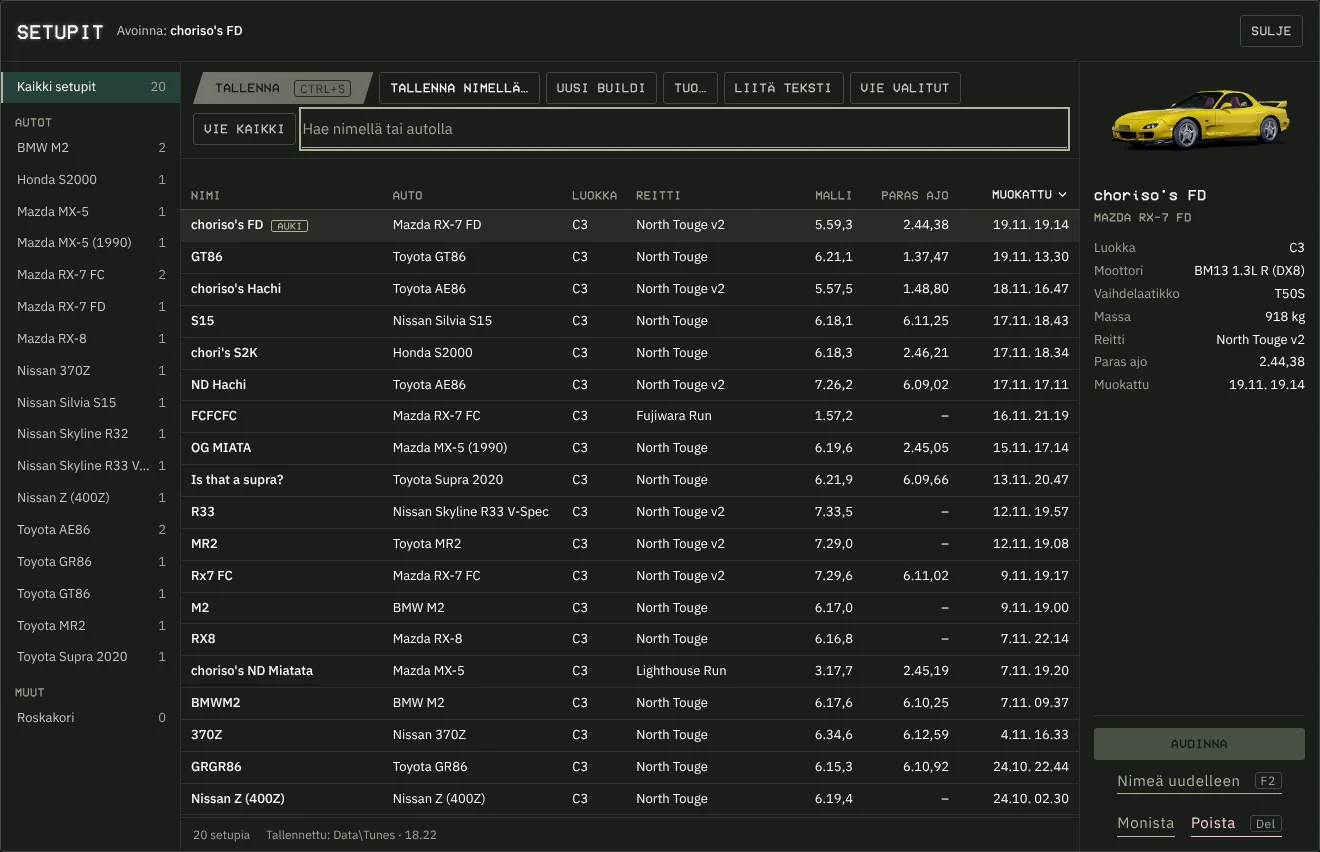 SETUPIT Avoinna: choriso's FD SULJE
Kaikki setupit 20
AUTOT
BMW M2 2
Honda S2000 1
Mazda MX-5 1
Mazda MX-5 (1990) 1
Mazda RX-7 FC 2
Mazda RX-7 FD 1
Mazda RX-8 1
Nissan 370Z 1
Nissan Silvia S15 1
Nissan Skyline R32 1
Nissan Skyline R33 V... 1
Nissan Z (400Z) 1
Toyota AE86 2
Toyota GR86 1
Toyota GT86 1
Toyota MR2 1
Toyota Supra 2020 1
MUUT
Roskakori 0
TALLENNA CTRL+S TALLENNA NIMELLÄ… UUSI BUILDI TUO… LIITÄ TEKSTI VIE VALITUT
VIE KAIKKI Hae nimellä tai autolla
NIMI AUTO LUOKKA REITTI MALLI PARAS AJO MUOKATTU
choriso's FD AUKI Mazda RX-7 FD C3 North Touge v2 5.59,3 2.44,38 19.11. 19.14
GT86 Toyota GT86 C3 North Touge 6.21,1 1.37,47 19.11. 13.30
choriso's Hachi Toyota AE86 C3 North Touge v2 5.57,5 1.48,80 18.11. 16.47
S15 Nissan Silvia S15 C3 North Touge 6.18,1 6.11,25 17.11. 18.43
chori's S2K Honda S2000 C3 North Touge 6.18,3 2.46,21 17.11. 18.34
ND Hachi Toyota AE86 C3 North Touge v2 7.26,2 6.09,02 17.11. 17.11
FCFCFC Mazda RX-7 FC C3 Fujiwara Run 1.57,2 – 16.11. 21.19
OG MIATA Mazda MX-5 (1990) C3 North Touge 6.19,6 2.45,05 15.11. 17.14
Is that a supra? Toyota Supra 2020 C3 North Touge 6.21,9 6.09,66 13.11. 20.47
R33 Nissan Skyline R33 V-Spec C3 North Touge v2 7.33,5 – 12.11. 19.57
MR2 Toyota MR2 C3 North Touge v2 7.29,0 – 12.11. 19.08
Rx7 FC Mazda RX-7 FC C3 North Touge v2 7.29,6 6.11,02 9.11. 19.17
M2 BMW M2 C3 North Touge 6.17,0 – 9.11. 19.00
RX8 Mazda RX-8 C3 North Touge 6.16,8 – 7.11. 22.14
choriso's ND Miatata Mazda MX-5 C3 Lighthouse Run 3.17,7 2.45,19 7.11. 19.20
BMWM2 BMW M2 C3 North Touge 6.17,6 6.10,25 7.11. 09.37
370Z Nissan 370Z C3 North Touge 6.34,6 6.12,59 4.11. 16.33
GRGR86 Toyota GR86 C3 North Touge 6.15,3 6.10,92 24.10. 22.44
Nissan Z (400Z) Nissan Z (400Z) C3 North Touge 6.19,4 – 24.10. 02.30
20 setupia Tallennettu: Data\Tunes · 18.22
choriso's FD
MAZDA RX-7 FD
Luokka C3
Moottori BM13 1.3L R (DX8)
Vaihdelaatikko T50S
Massa 918 kg
Reitti North Touge v2
Paras ajo 2.44,38
Muokattu 19.11. 19.14
AVOINNA
Nimeä uudelleen F2
Monista Poista Del